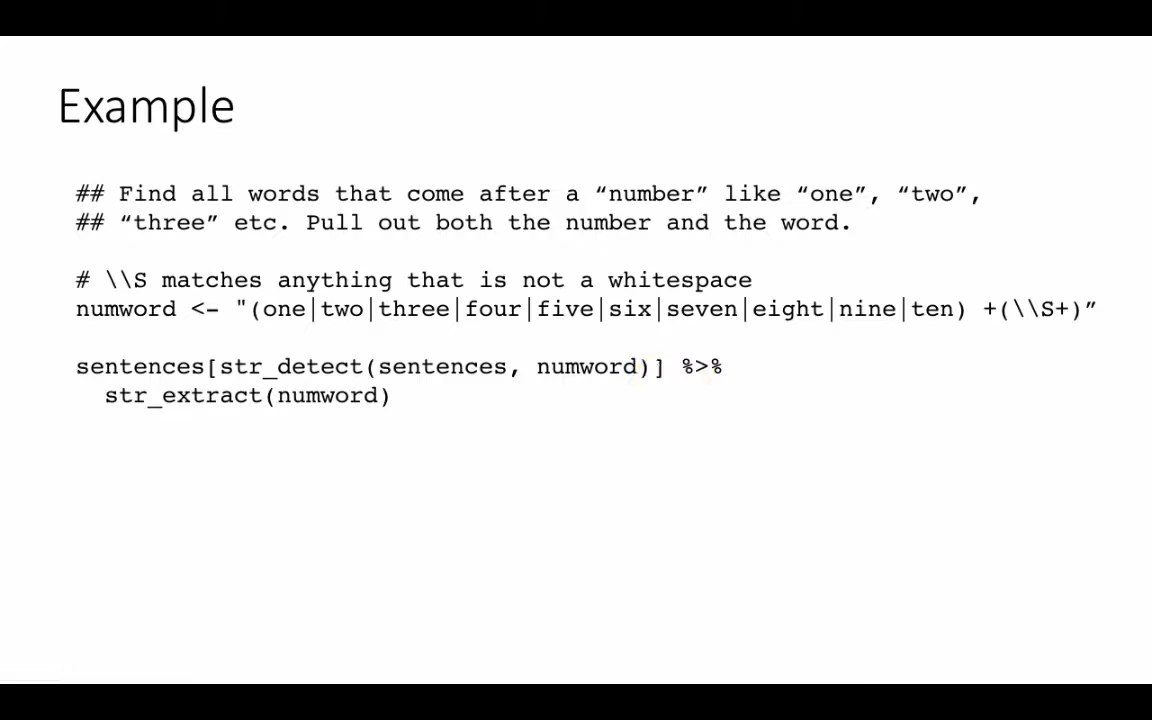 Example
## Find all words that come after a “number” like “one”, “two”,
## “three” etc. Pull out both the number and the word.
# \\S matches anything that is not a whitespace
numword <- "(one|two|three|four|five|six|seven|eight|nine|ten) +(\\S+)”
sentences[str_detect(sentences, numword)] %>%
  str_extract(numword)